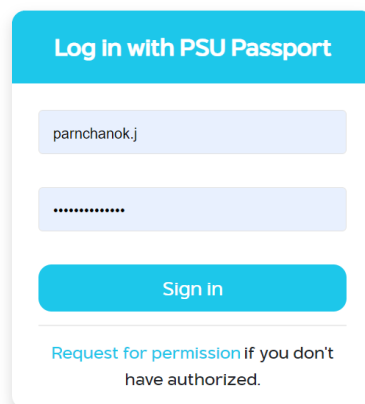 Log in with PSU Passport
parnchanok.j
••••••••••••••
Sign in
Request for permission if you don't
have authorized.